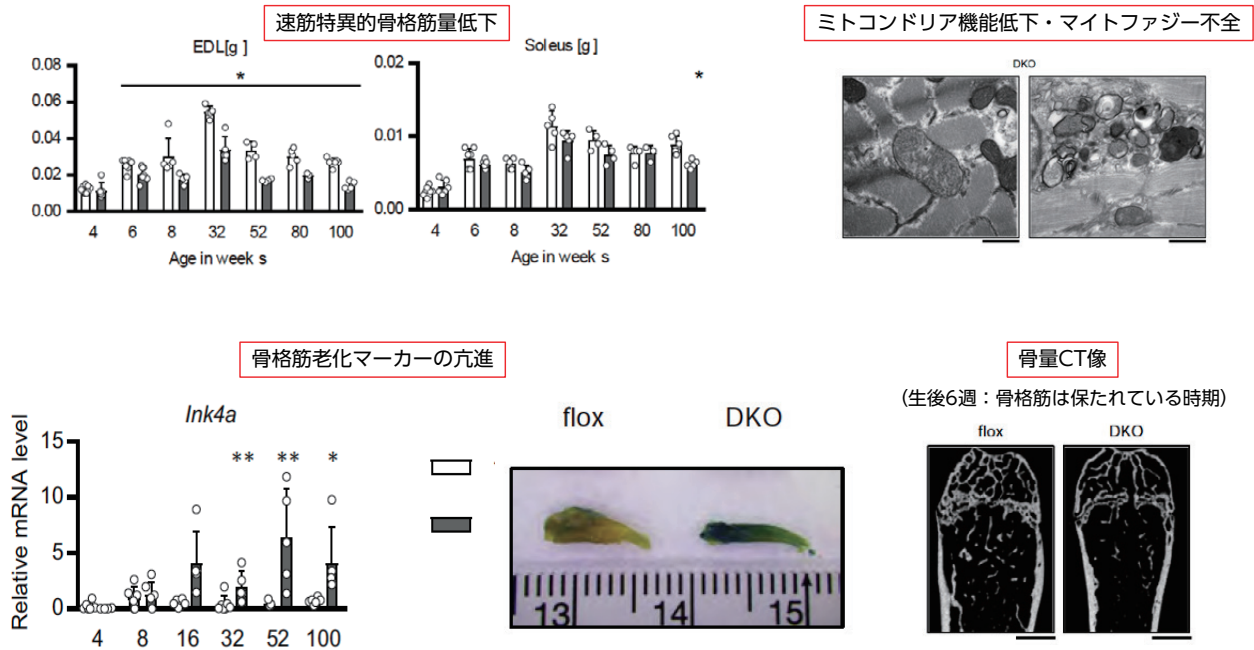 速筋特異的骨格筋量低下
EDL[g ]
0.08
0.06
0.04
0.02
0.00
*
4 6 8 32 52 80 100
Age in week s
Soleus [g]
0.02
0.01
0.00
*
4 6 8 32 52 80 100
Age in week s
ミトコンドリア機能低下・マイトファジー不全
DKO
骨格筋老化マーカーの亢進
Ink4a
Relative mRNA level
15
10
5
0
** ** *
4 8 16 32 52 100
flox DKO
13 14 15
骨量CT像
(生後6週:骨格筋は保たれている時期)
flox DKO